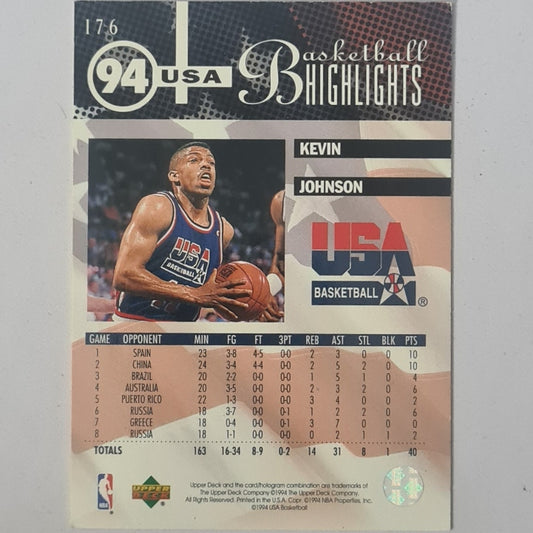 176
94 USA
Basketball
HIGHLIGHTS
KEVIN
JOHNSON
USA
BASKETBALL ®
USA
BASKETBALL
GAME OPPONENT MIN FG FT 3PT REB AST STL BLK PTS
1 SPAIN 23 3-8 4-5 0-0 2 3 0 0 10
2 CHINA 24 3-4 4-4 0-0 2 5 2 0 10
3 BRAZIL 20 2-2 0-0 0-0 1 5 1 0 4
4 AUSTRALIA 20 3-5 0-0 0-0 2 3 2 0 6
5 PUERTO RICO 22 1-3 0-0 0-0 3 4 0 0 2
6 RUSSIA 18 3-7 0-0 0-1 1 2 2 0 6
7 GREECE 18 0-4 0-0 0-1 3 7 0 0 0
8 RUSSIA 18 1-1 0-0 0-0 0 2 1 1 2
TOTALS 163 16-34 8-9 0-2 14 31 8 1 40
NBA
UPPER
DECK
Upper Deck and the card/hologram combination are trademarks of
The Upper Deck Company ©1994 The Upper Deck Company.
All Rights Reserved. Printed in the U.S.A. Copr. ©1994 NBA Properties, Inc.
©1994 USA Basketball